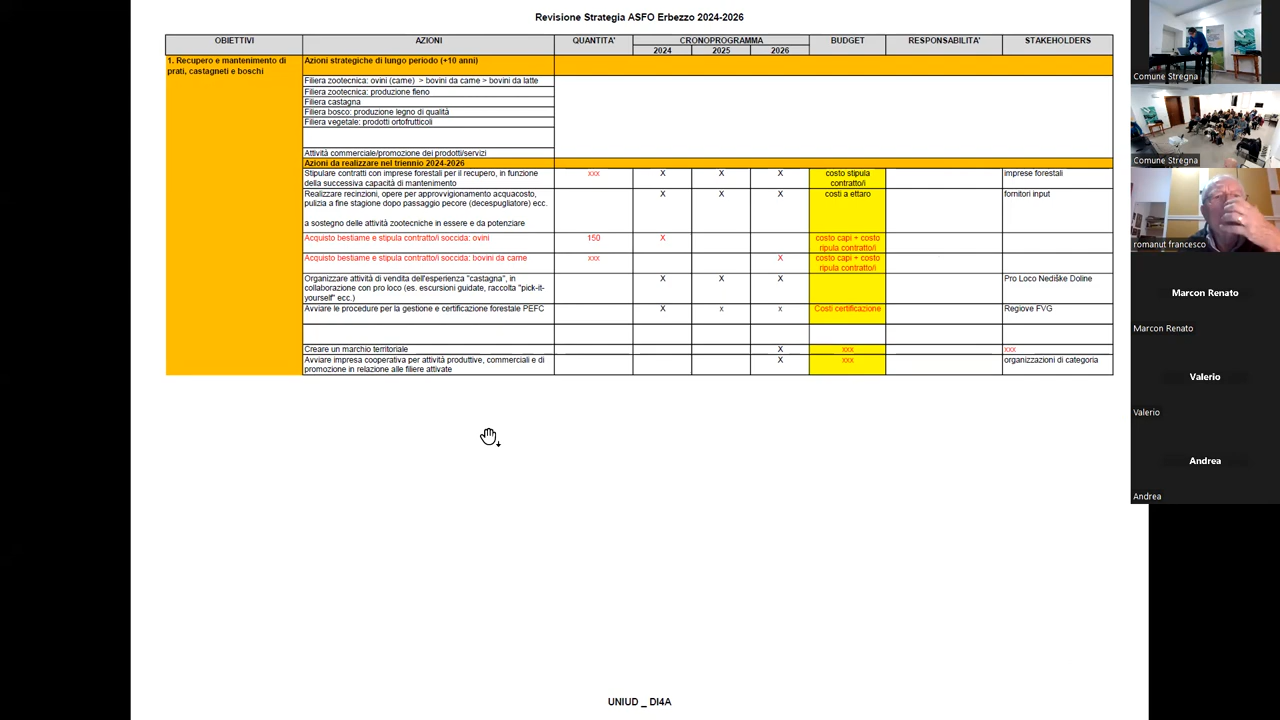 Revisione Strategia ASFO Erbezzo 2024-2026
OBIETTIVI
AZIONI
QUANTITA'
CRONOPROGRAMMA
BUDGET
RESPONSABILITA'
STAKEHOLDERS
2024
2025
2026
1. Recupero e mantenimento di
prati, castagneti e boschi
Azioni strategiche di lungo periodo (+10 anni)
Filiera zootecnica: ovini (carne) > bovini da carne > bovini da latte
Filiera zootecnica: produzione fieno
Filiera castagna
Filiera bosco: produzione legno di qualità
Filiera vegetale: prodotti ortofrutticoli
Attività commerciale/promozione dei prodotti/servizi
Azioni da realizzare nel triennio 2024-2026
Stipulare contratti con imprese forestali per il recupero, in funzione
della successiva capacità di mantenimento
xxx
X
X
X
costo stipula
contratto/i
imprese forestali
Realizzare recinzioni, opere per approvvigionamento acquacosto,
pulizia a fine stagione dopo passaggio pecore (decespugliatore) ecc.
a sostegno delle attività zootecniche in essere e da potenziare
X
X
X
costi a ettaro
fornitori input
Acquisto bestiame e stipula contratto/i soccida: ovini
150
X
costo capi + costo
ripula contratto/i
Acquisto bestiame e stipula contratto/i soccida: bovini da carne
xxx
X
costo capi + costo
ripula contratto/i
Organizzare attività di vendita dell'esperienza "castagna", in
collaborazione con pro loco (es. escursioni guidate, raccolta "pick-it-
yourself" ecc.)
X
X
X
Pro Loco Nediške Doline
Avviare le procedure per la gestione e certificazione forestale PEFC
X
x
x
Costi certificazione
Regiove FVG
Creare un marchio territoriale
X
xxx
xxx
Avviare impresa cooperativa per attività produttive, commerciali e di
promozione in relazione alle filiere attivate
X
xxx
organizzazioni di categoria
UNIUD _ DI4A
Comune Stregna
Comune Stregna
romanut francesco
Marcon Renato
Marcon Renato
Valerio
Valerio
Andrea
Andrea